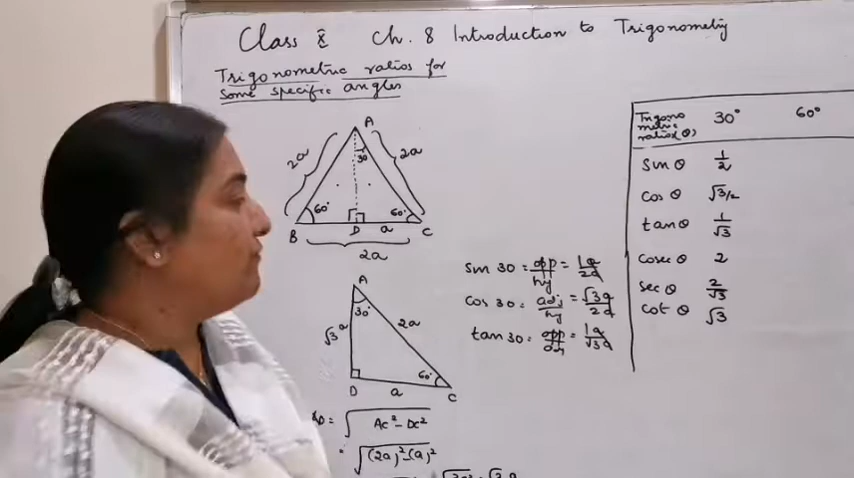 Class X Ch. 8 Introduction to Trigonometry
Trigonometric ratios for
some specific angles
A
2a 30 2a
60° 60°
B D a C
2a
A
30°
√3a 2a
60°
D a C
AD = √AC² - DC²
= √(2a)² - (a)²
sin 30 = opp/hy = 1a/2a
cos 30 = adj/hy = √3a/2a
tan 30 = opp/adj = 1a/√3a
Trigono 30° 60°
metric
ratios(θ)
sin θ 1/2
cos θ √3/2
tan θ 1/√3
cosec θ 2
sec θ 2/√3
cot θ √3